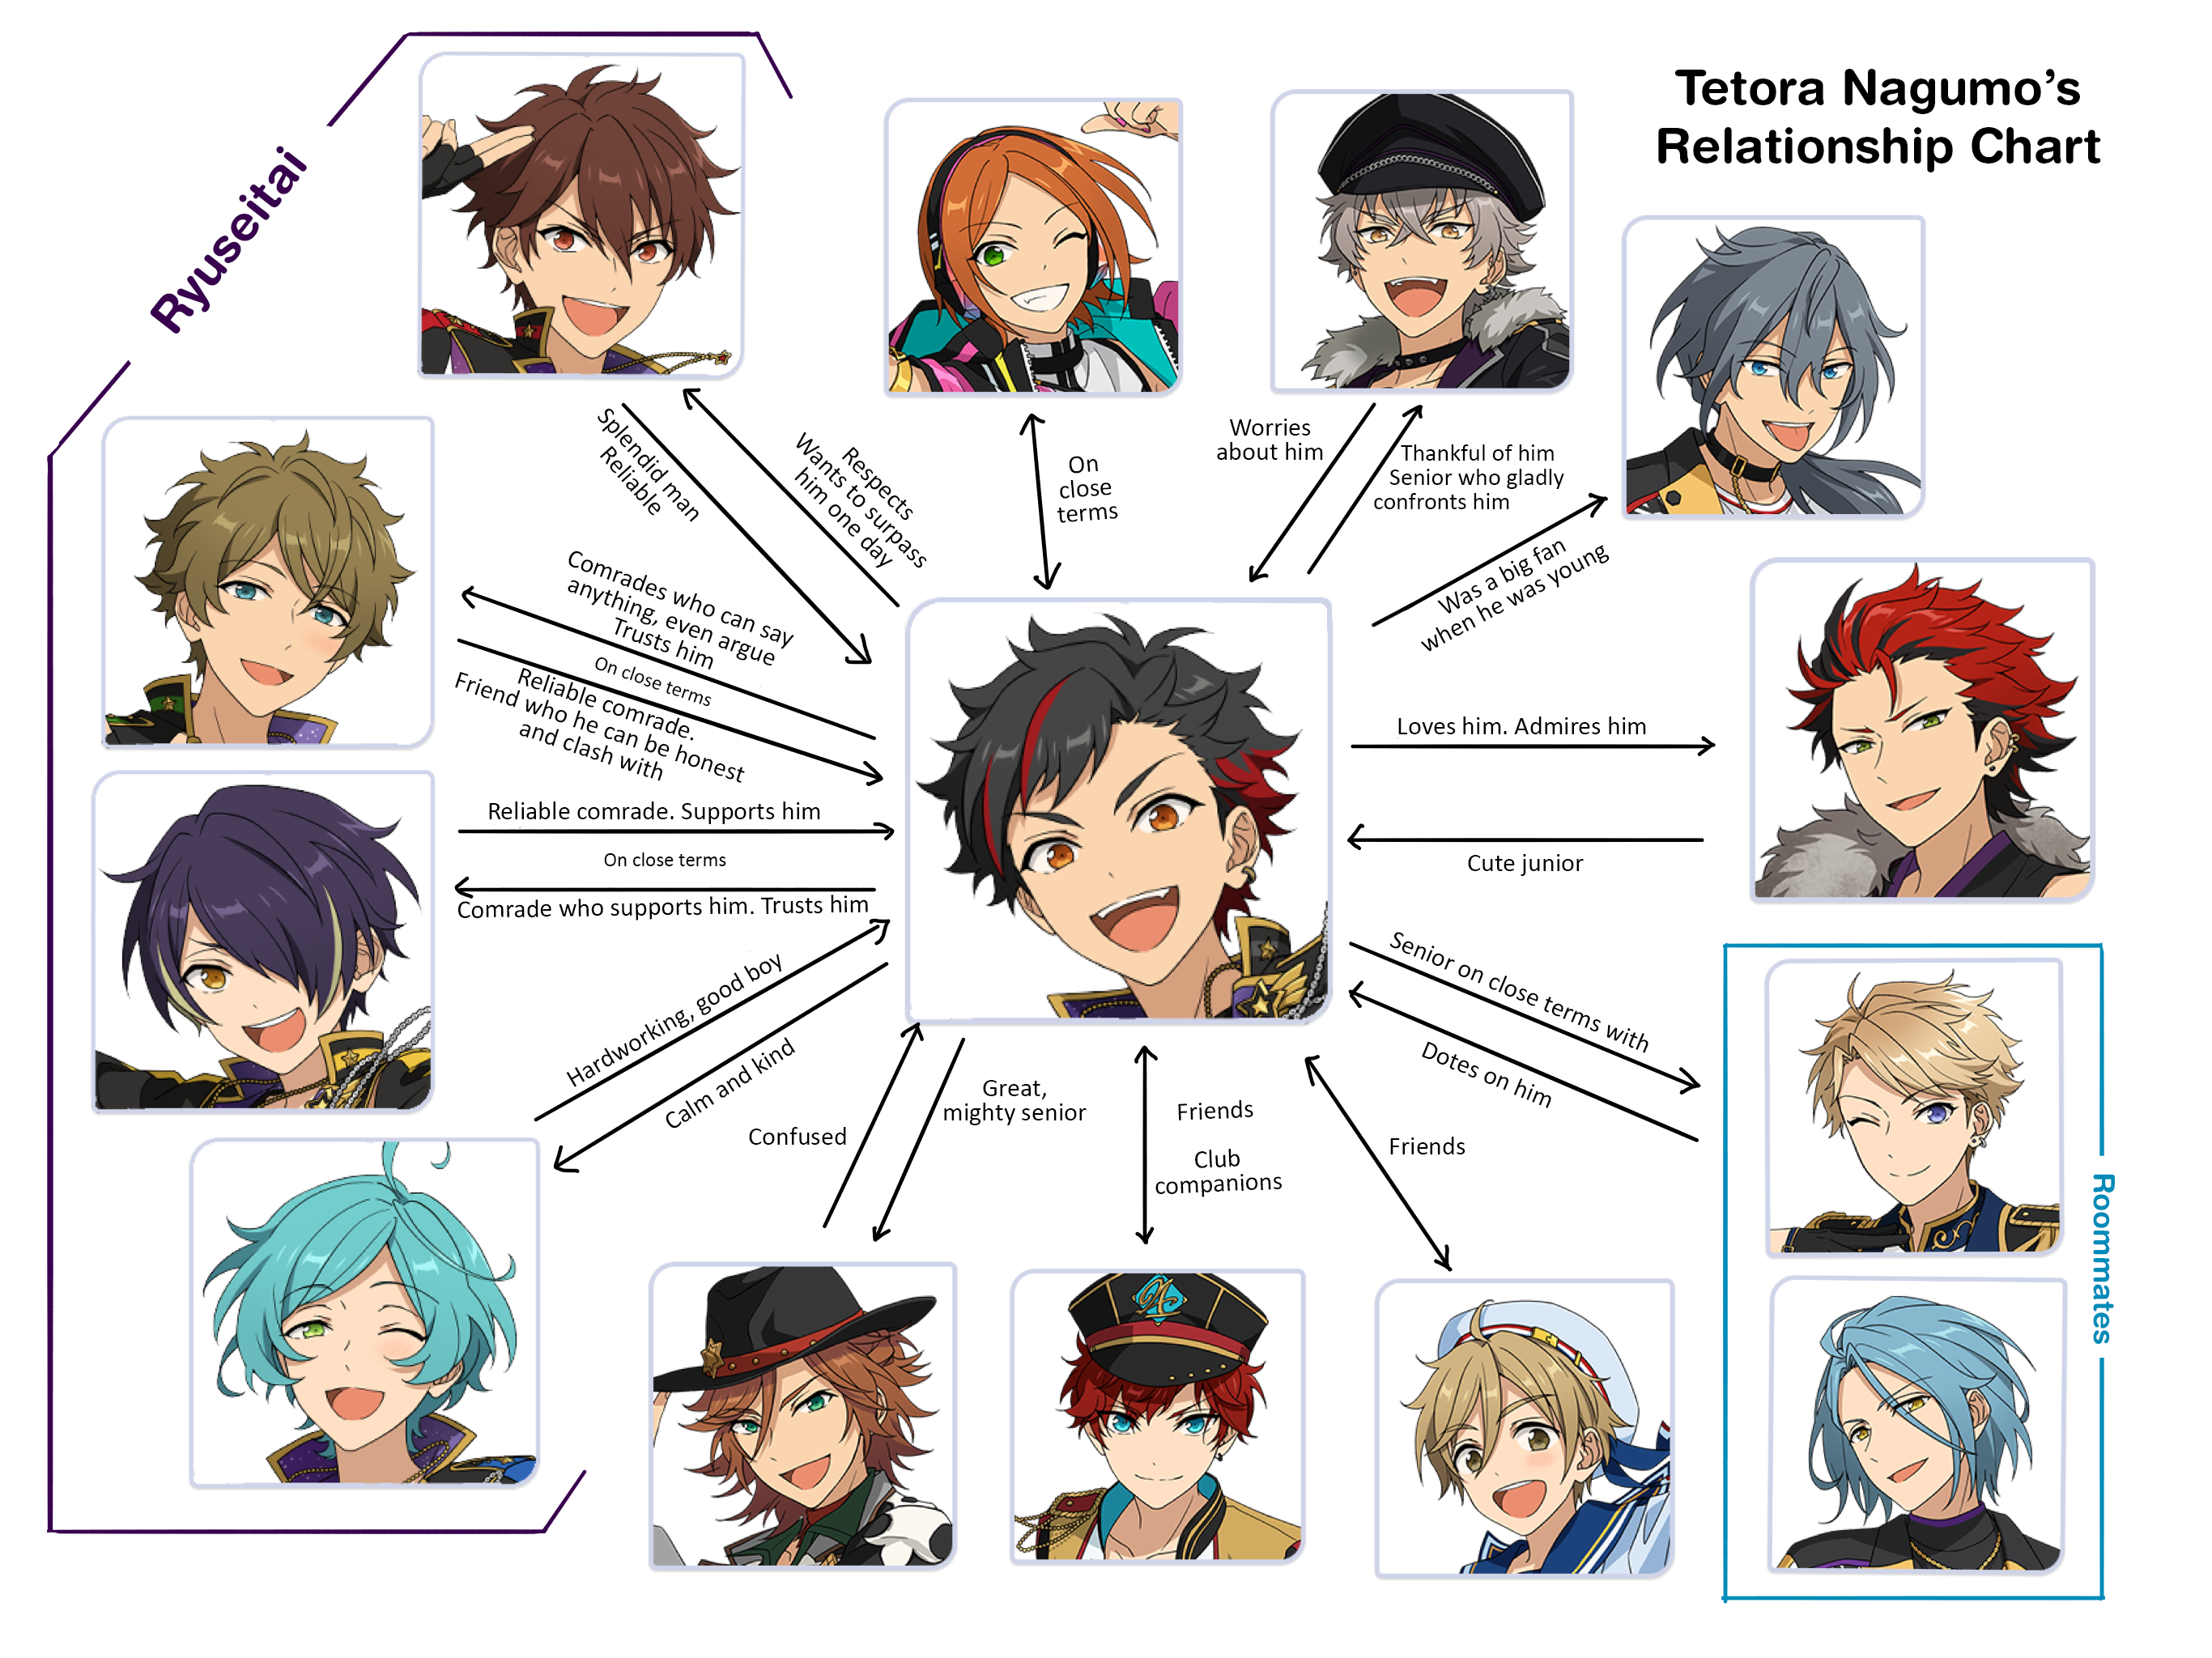 Tetora Nagumo's
Relationship Chart
Ryuseitai
Splendid man
Reliable
Respects
Wants to surpass
him one day
On
close
terms
Worries
about him
Thankful of him
Senior who gladly
confronts him
Was a big fan
when he was young
Comrades who can say
anything, even argue
Trusts him
On close terms
Reliable comrade.
Friend who he can be honest
and clash with
Loves him. Admires him
Cute junior
Reliable comrade. Supports him
On close terms
Comrade who supports him. Trusts him
Hardworking, good boy
Calm and kind
Confused
Great,
mighty senior
Friends
Club
companions
Friends
Senior on close terms with
Dotes on him
Roommates